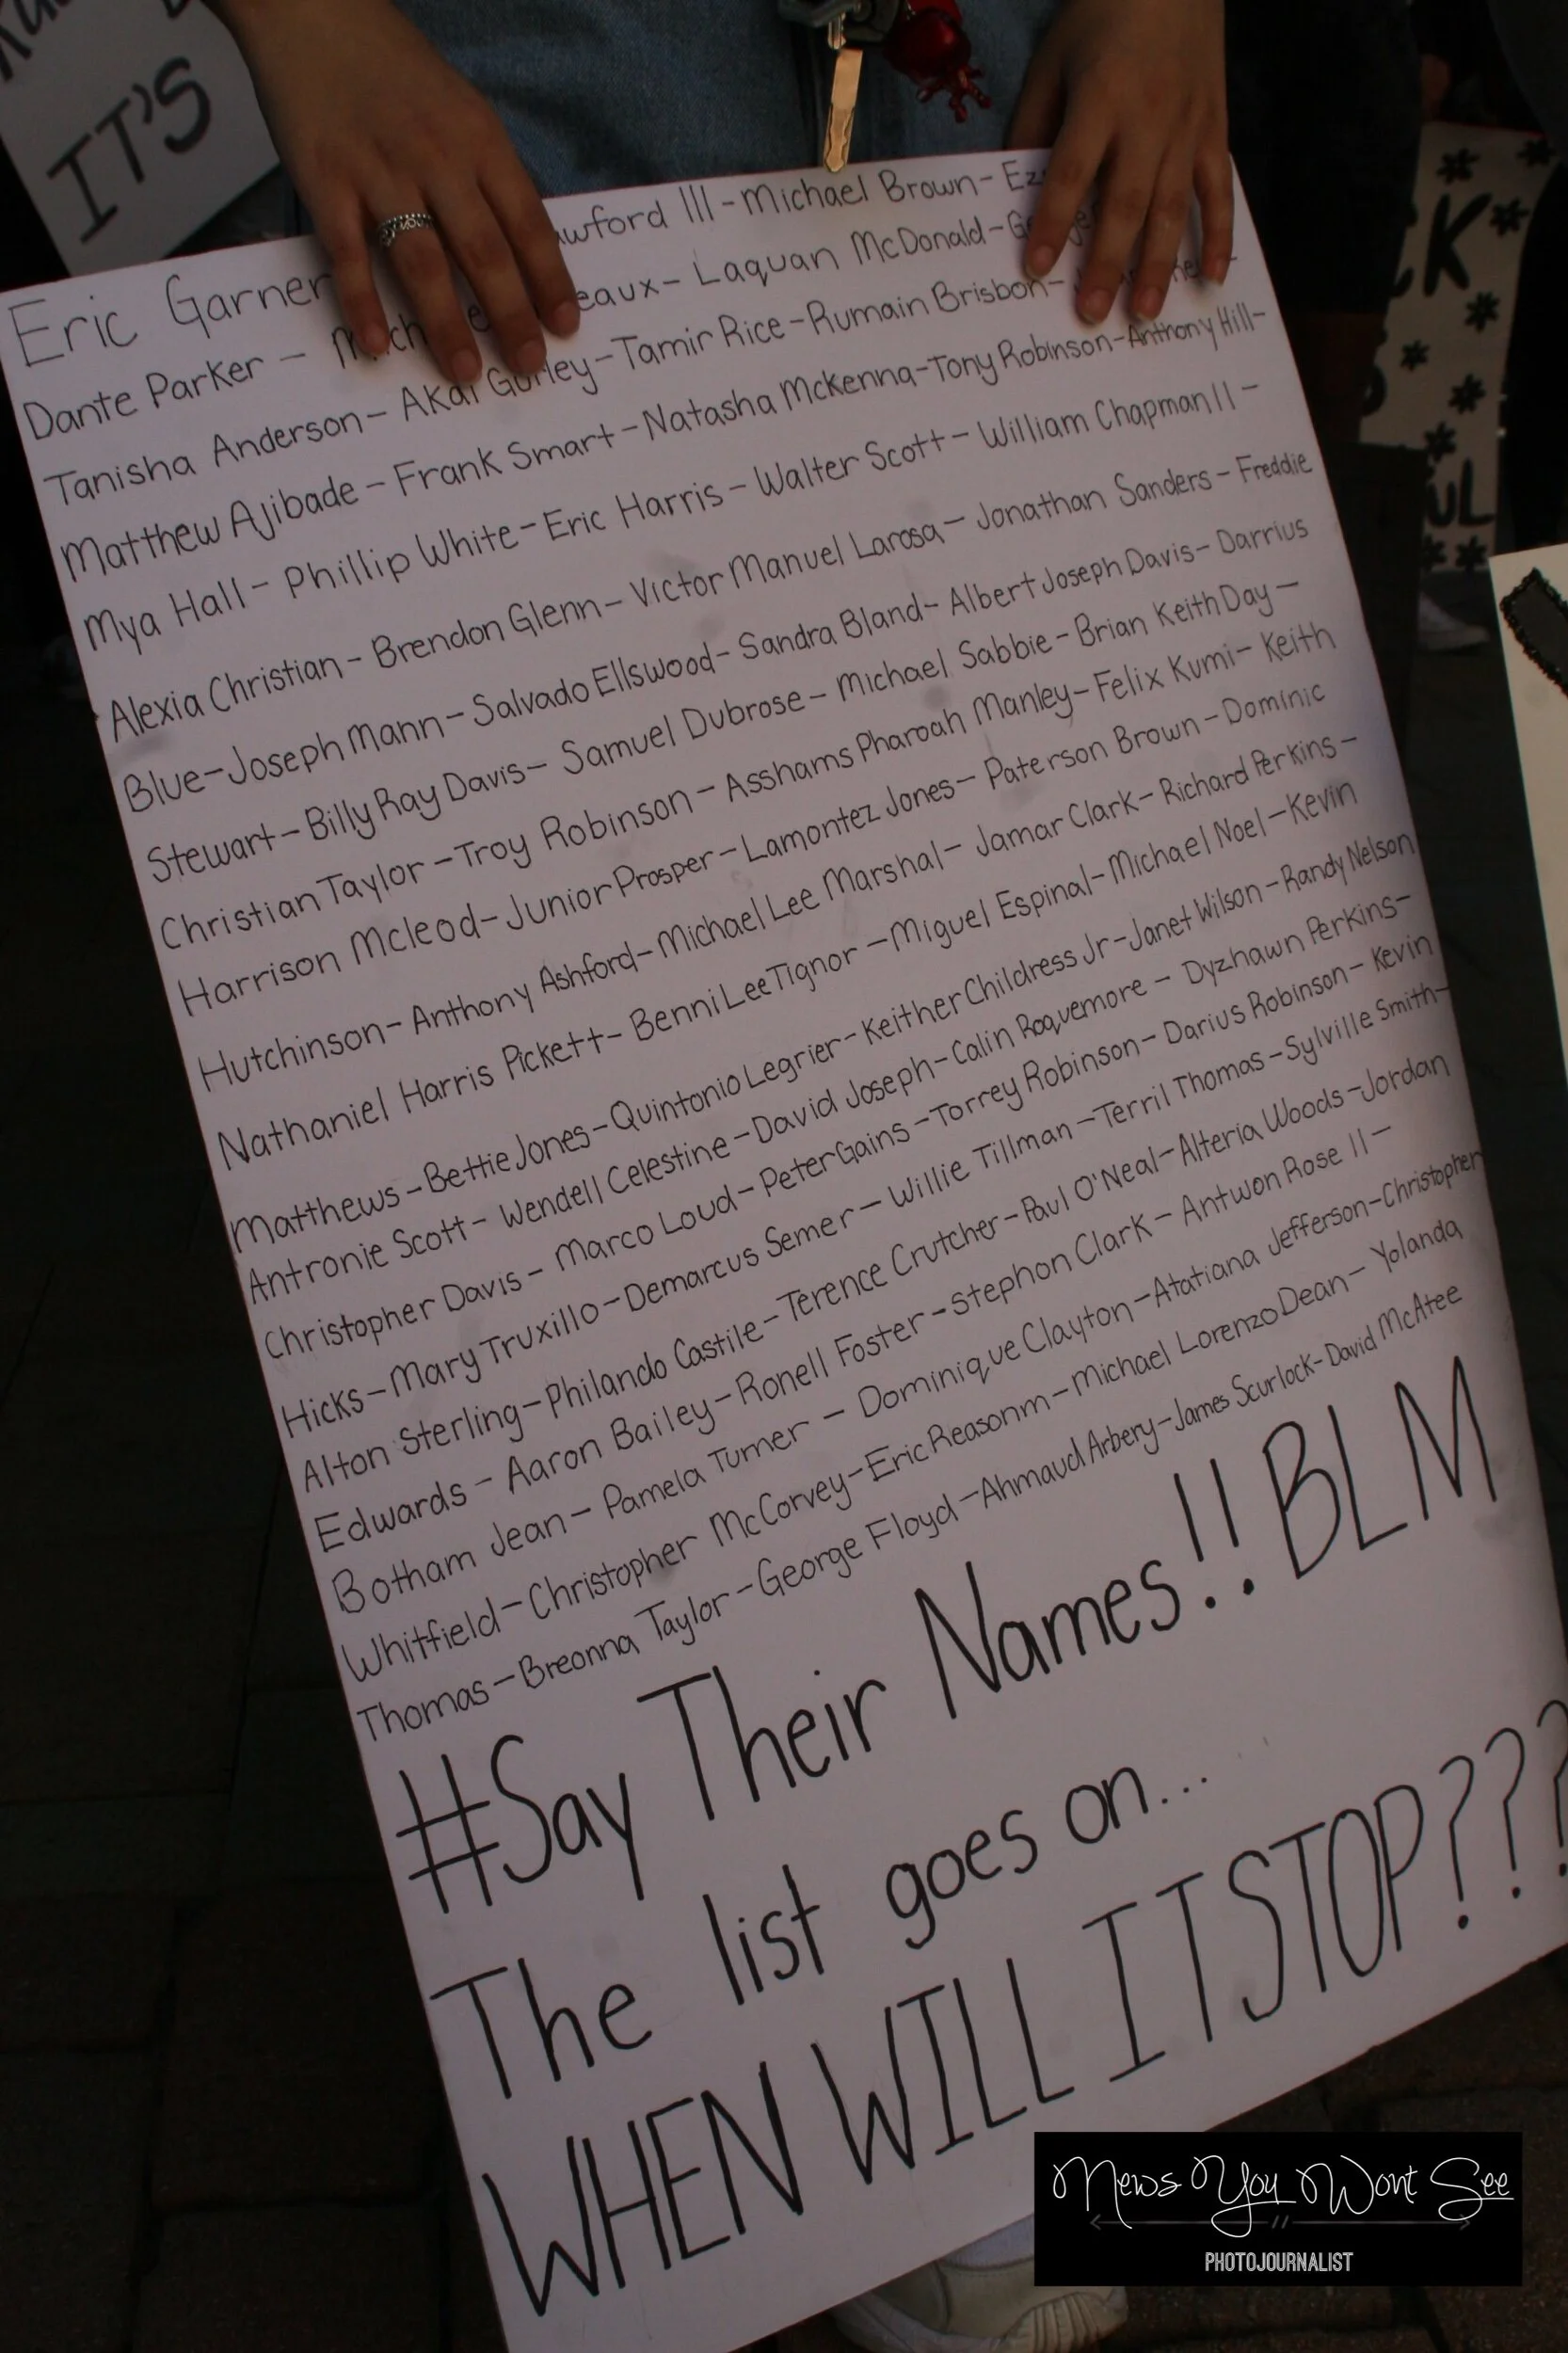 IT'S
Eric Garner wford III - Michael Brown - Ez
Dante Parker - eaux - Laquan McDonald -
Tanisha Anderson - Akai Gurley - Tamir Rice - Rumain Brisbon -
Matthew Ajibade - Frank Smart - Natasha Mckenna - Tony Robinson - Anthony Hill -
Mya Hall - Phillip White - Eric Harris - Walter Scott - William Chapman II -
Alexia Christian - Brendon Glenn - Victor Manuel Larosa - Jonathan Sanders - Freddie
Blue - Joseph Mann - Salvado Ellswood - Sandra Bland - Albert Joseph Davis - Darrius
Stewart - Billy Ray Davis - Samuel Dubrose - Michael Sabbie - Brian Keith Day -
Christian Taylor - Troy Robinson - Asshams Pharoah Manley - Felix Kumi - Keith
Harrison Mcleod - Junior Prosper - Lamontez Jones - Paterson Brown - Dominic
Hutchinson - Anthony Ashford - Michael Lee Marshal - Jamar Clark - Richard Perkins -
Nathaniel Harris Pickett - Benni Lee Tignor - Miguel Espinal - Michael Noel - Kevin
Matthews - Bettie Jones - Quintonio Legrier - Keither Childress Jr - Janet Wilson - Randy Nelson
Antronie Scott - Wendell Celestine - David Joseph - Calin Roquemore - Dyzhawn Perkins -
Christopher Davis - Marco Loud - Peter Gains - Torrey Robinson - Darius Robinson - Kevin
Hicks - Mary Truxillo - Demarcus Semer - Willie Tillman - Terril Thomas - Sylville Smith -
Alton Sterling - Philando Castile - Terence Crutcher - Paul O'Neal - Alteria Woods - Jordan
Edwards - Aaron Bailey - Ronell Foster - Stephon Clark - Antwon Rose II -
Botham Jean - Pamela Turner - Dominique Clayton - Atatiana Jefferson - Christopher
Whitfield - Christopher McCorvey - Eric Reasonm - Michael Lorenzo Dean - Yolanda
Thomas - Breonna Taylor - George Floyd - Ahmaud Arbery - James Scurlock - David McAtee
#Say Their Names!! BLM
The list goes on...
WHEN WILL IT STOP???
News You Wont See
PHOTOJOURNALIST